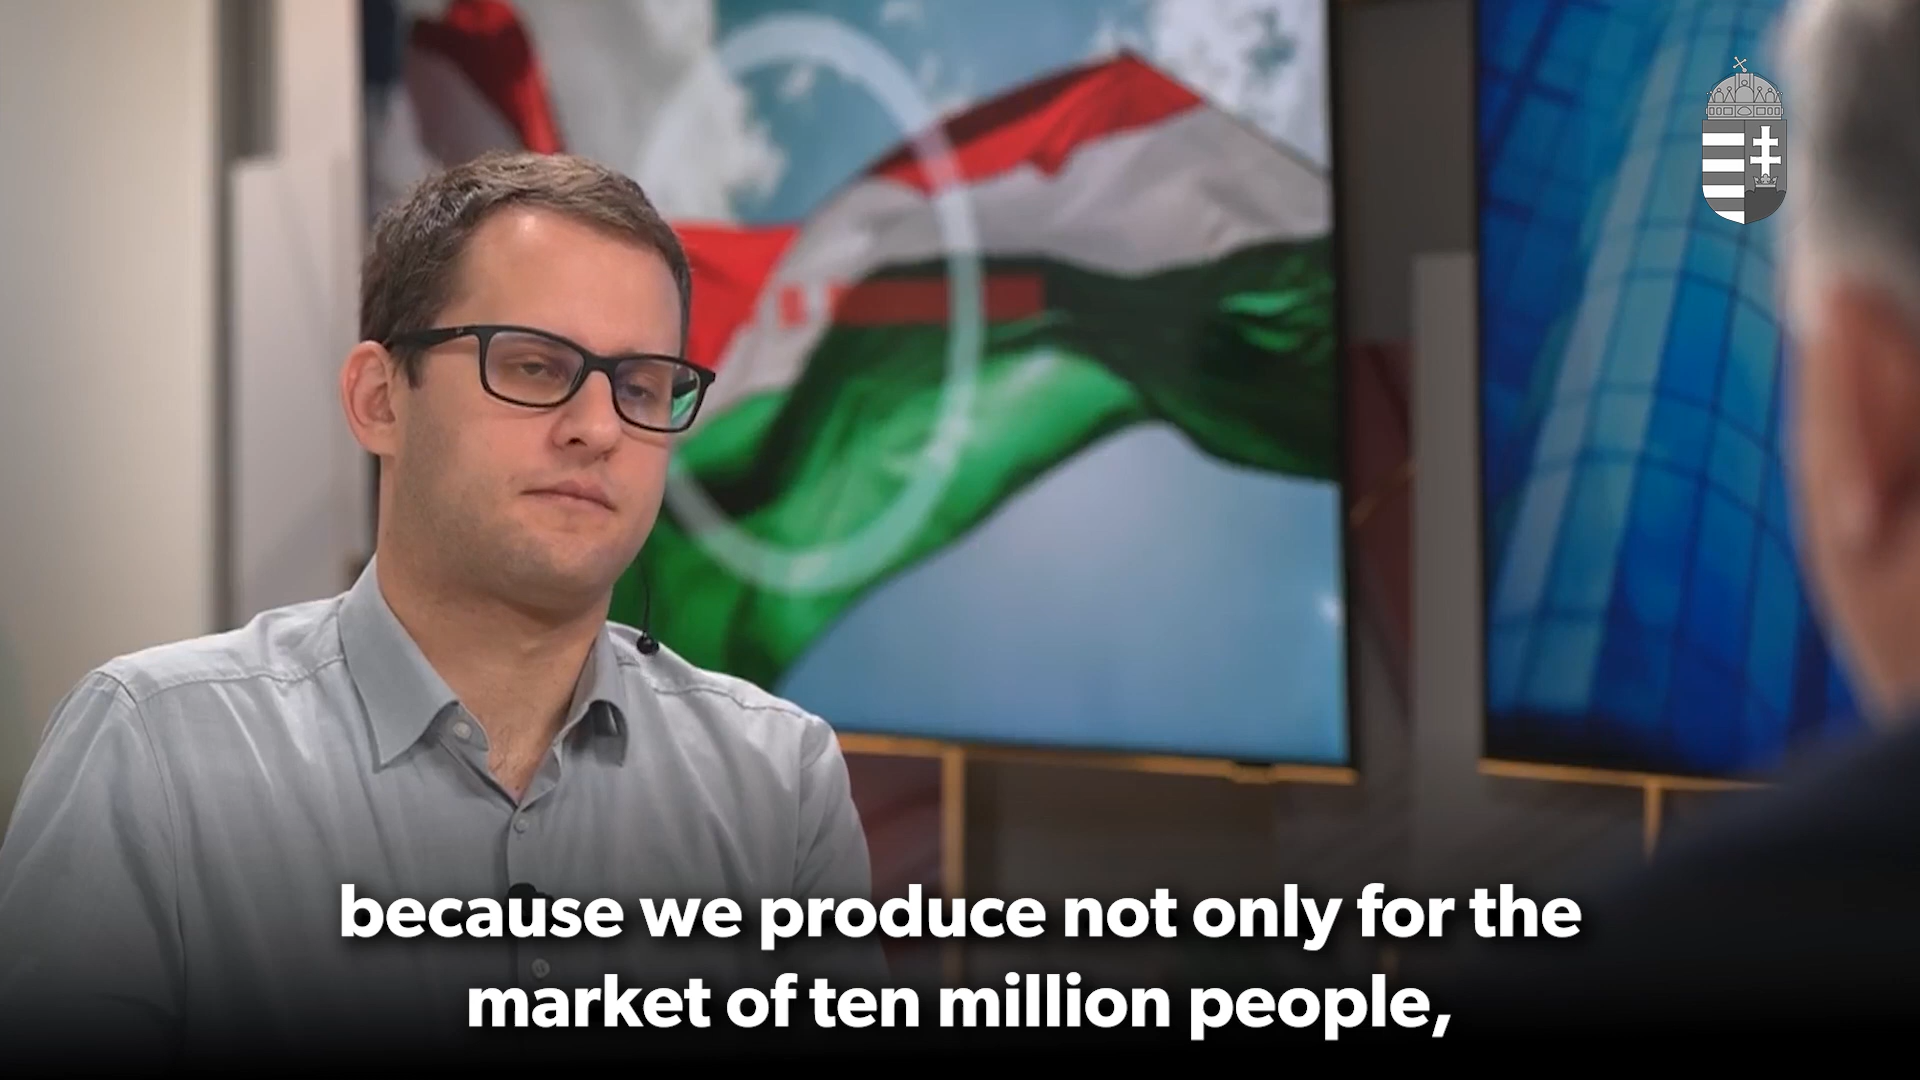 because we produce not only for the
market of ten million people,